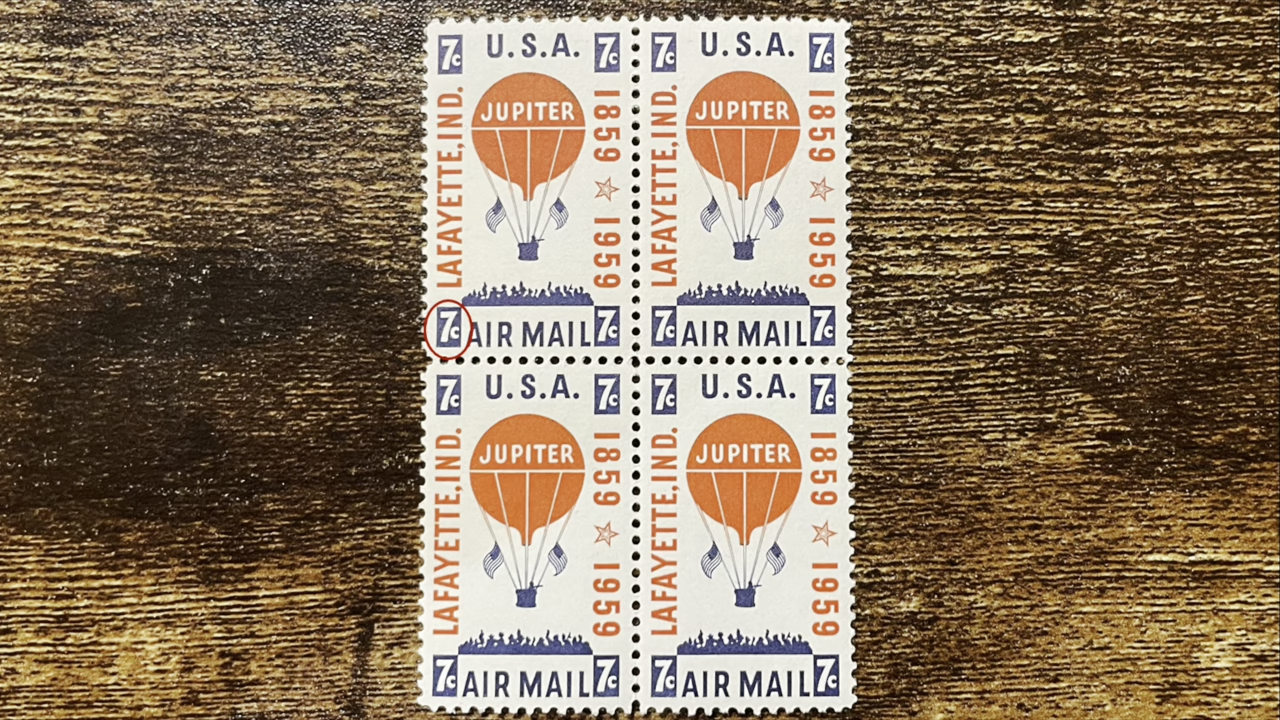 7c U.S.A. 7c
JUPITER
LAFAYETTE, IND.
1859 ☆ 1959
7c AIR MAIL 7c
7c U.S.A. 7c
JUPITER
LAFAYETTE, IND.
1859 ☆ 1959
7c AIR MAIL 7c
7c U.S.A. 7c
JUPITER
LAFAYETTE, IND.
1859 ☆ 1959
7c AIR MAIL 7c
7c U.S.A. 7c
JUPITER
LAFAYETTE, IND.
1859 ☆ 1959
7c AIR MAIL 7c